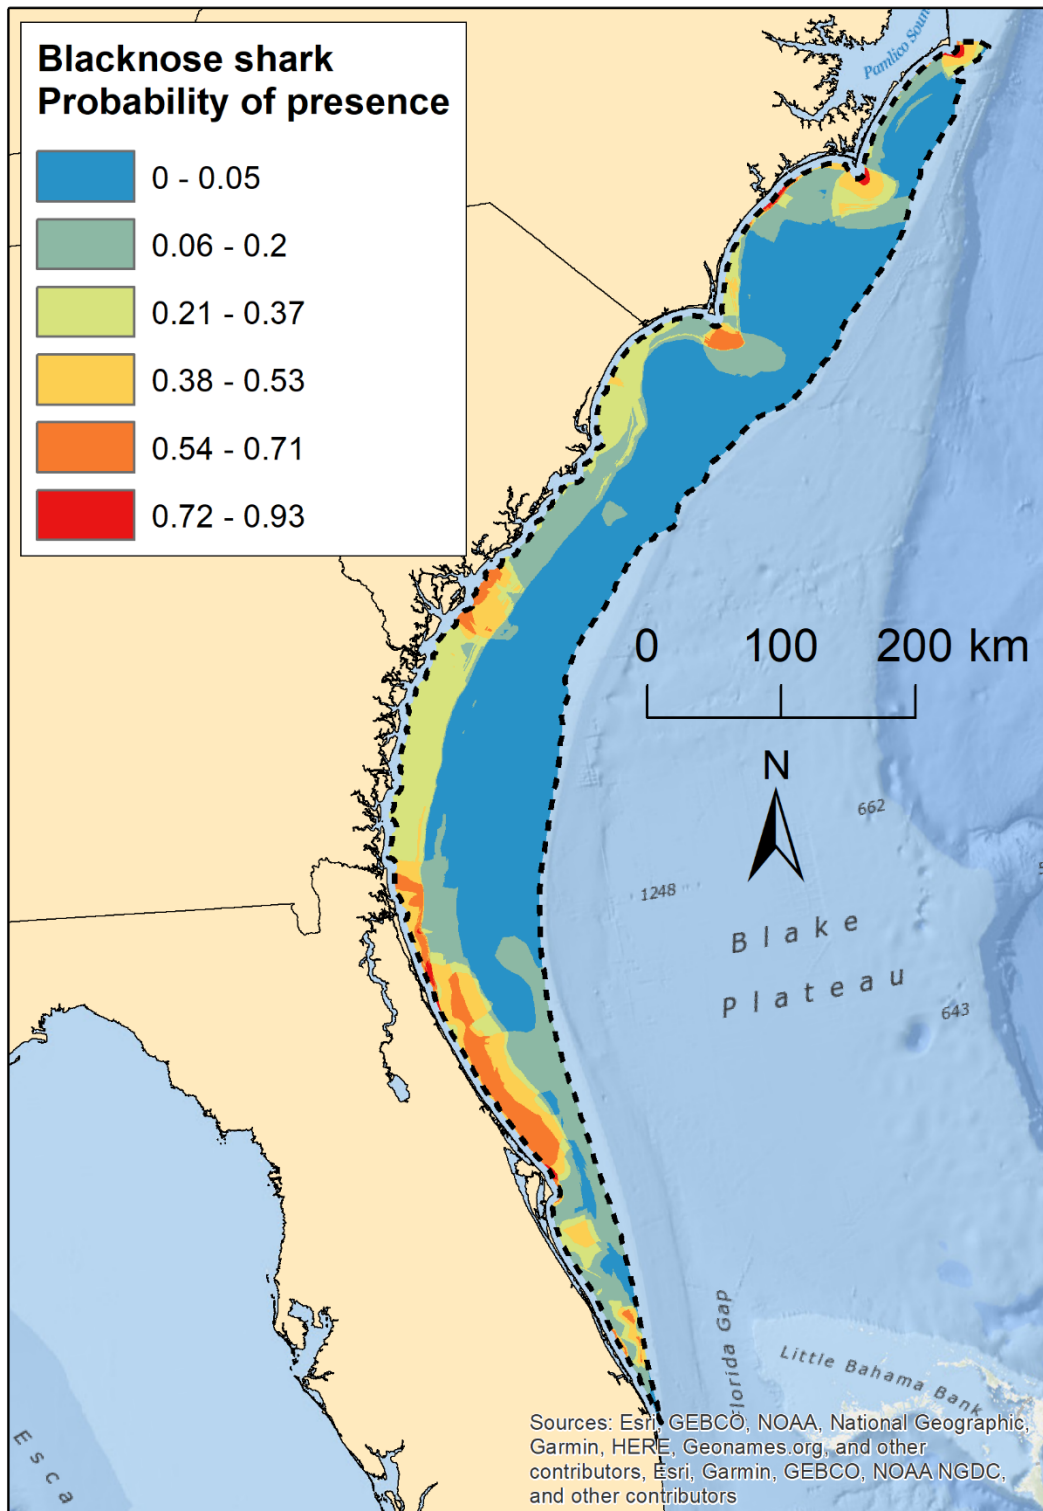 Blacknose shark
Probability of presence
0 - 0.05
0.06 - 0.2
0.21 - 0.37
0.38 - 0.53
0.54 - 0.71
0.72 - 0.93
Pamlico Soun
0 100 200 km
N
662
1248
Blake
Plateau
643
lorida Gap
Little Bahama Bank
Esca
Sources: Esri, GEBCO, NOAA, National Geographic,
Garmin, HERE, Geonames.org, and other
contributors, Esri, Garmin, GEBCO, NOAA NGDC,
and other contributors